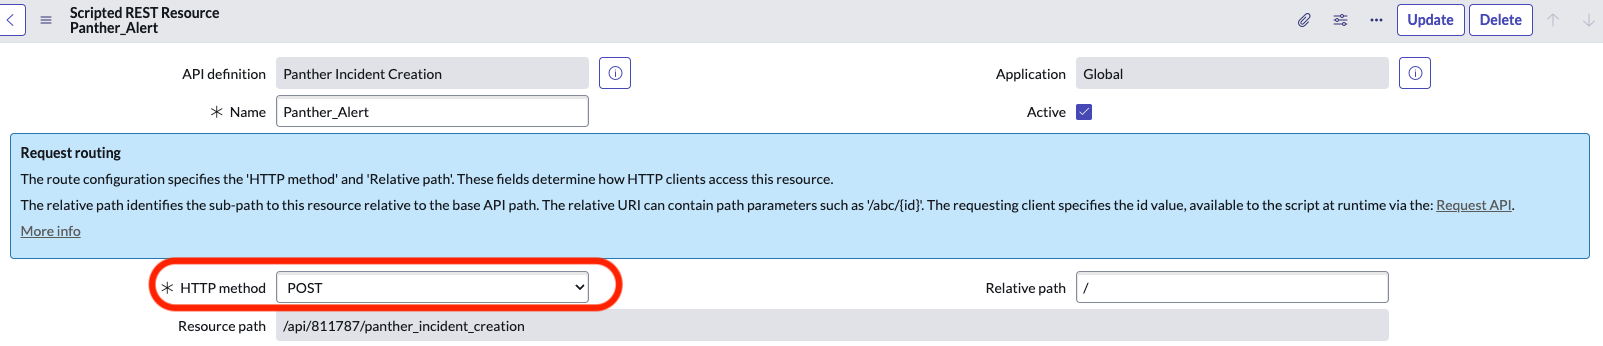 Scripted REST Resource
Panther_Alert
Update
Delete
API definition
Panther Incident Creation
Application
Global
Name
Panther_Alert
Active
Request routing
The route configuration specifies the 'HTTP method' and 'Relative path'. These fields determine how HTTP clients access this resource.
The relative path identifies the sub-path to this resource relative to the base API path. The relative URI can contain path parameters such as '/abc/{id}'. The requesting client specifies the id value, available to the script at runtime via the: Request API.
More info
HTTP method
POST
Relative path
/
Resource path
/api/811787/panther_incident_creation